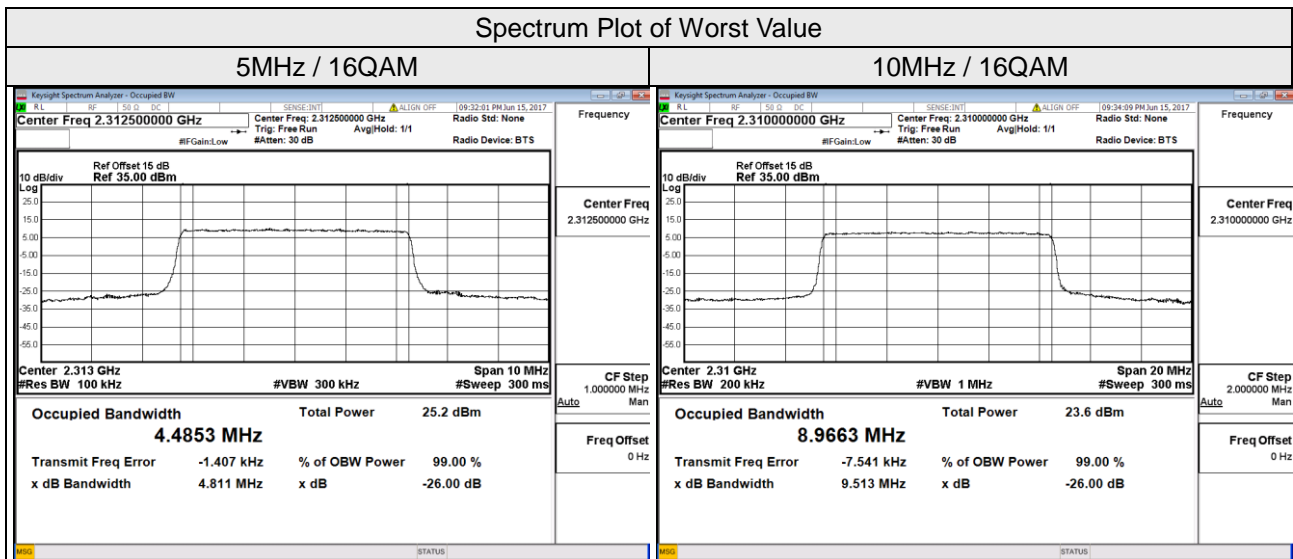 Spectrum Plot of Worst Value
5MHz / 16QAM
10MHz / 16QAM
Keysight Spectrum Analyzer - Occupied BW
LXI RL RF 50 Ω DC SENSE:INT ALIGN OFF 09:32:01 PM Jun 15, 2017
Center Freq 2.312500000 GHz
Center Freq: 2.312500000 GHz
Radio Std: None
Trig: Free Run Avg|Hold: 1/1
#IFGain:Low #Atten: 30 dB Radio Device: BTS
Frequency
Ref Offset 15 dB
10 dB/div Ref 35.00 dBm
Log
25.0
15.0
5.00
-5.00
-15.0
-25.0
-35.0
-45.0
-55.0
Center 2.313 GHz Span 10 MHz
#Res BW 100 kHz #VBW 300 kHz #Sweep 300 ms
Occupied Bandwidth Total Power 25.2 dBm
4.4853 MHz
Transmit Freq Error -1.407 kHz % of OBW Power 99.00 %
x dB Bandwidth 4.811 MHz x dB -26.00 dB
Center Freq
2.312500000 GHz
CF Step
1.000000 MHz
Auto Man
Freq Offset
0 Hz
MSG STATUS
Keysight Spectrum Analyzer - Occupied BW
LXI RL RF 50 Ω DC SENSE:INT ALIGN OFF 09:34:09 PM Jun 15, 2017
Center Freq 2.310000000 GHz
Center Freq: 2.310000000 GHz
Radio Std: None
Trig: Free Run Avg|Hold: 1/1
#IFGain:Low #Atten: 30 dB Radio Device: BTS
Frequency
Ref Offset 15 dB
10 dB/div Ref 35.00 dBm
Log
25.0
15.0
5.00
-5.00
-15.0
-25.0
-35.0
-45.0
-55.0
Center 2.31 GHz Span 20 MHz
#Res BW 200 kHz #VBW 1 MHz #Sweep 300 ms
Occupied Bandwidth Total Power 23.6 dBm
8.9663 MHz
Transmit Freq Error -7.541 kHz % of OBW Power 99.00 %
x dB Bandwidth 9.513 MHz x dB -26.00 dB
Center Freq
2.310000000 GHz
CF Step
2.000000 MHz
Auto Man
Freq Offset
0 Hz
MSG STATUS